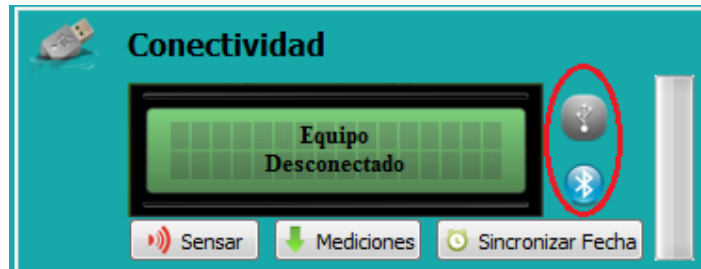 Conectividad
Equipo
Desconectado
Sensar Mediciones Sincronizar Fecha